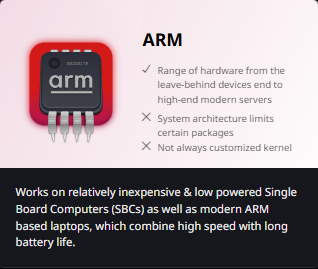 ARM
arm
Range of hardware from the
leave-behind devices end to
high-end modern servers
System architecture limits
certain packages
Not always customized kernel
Works on relatively inexpensive & low powered Single
Board Computers (SBCs) as well as modern ARM
based laptops, which combine high speed with long
battery life.